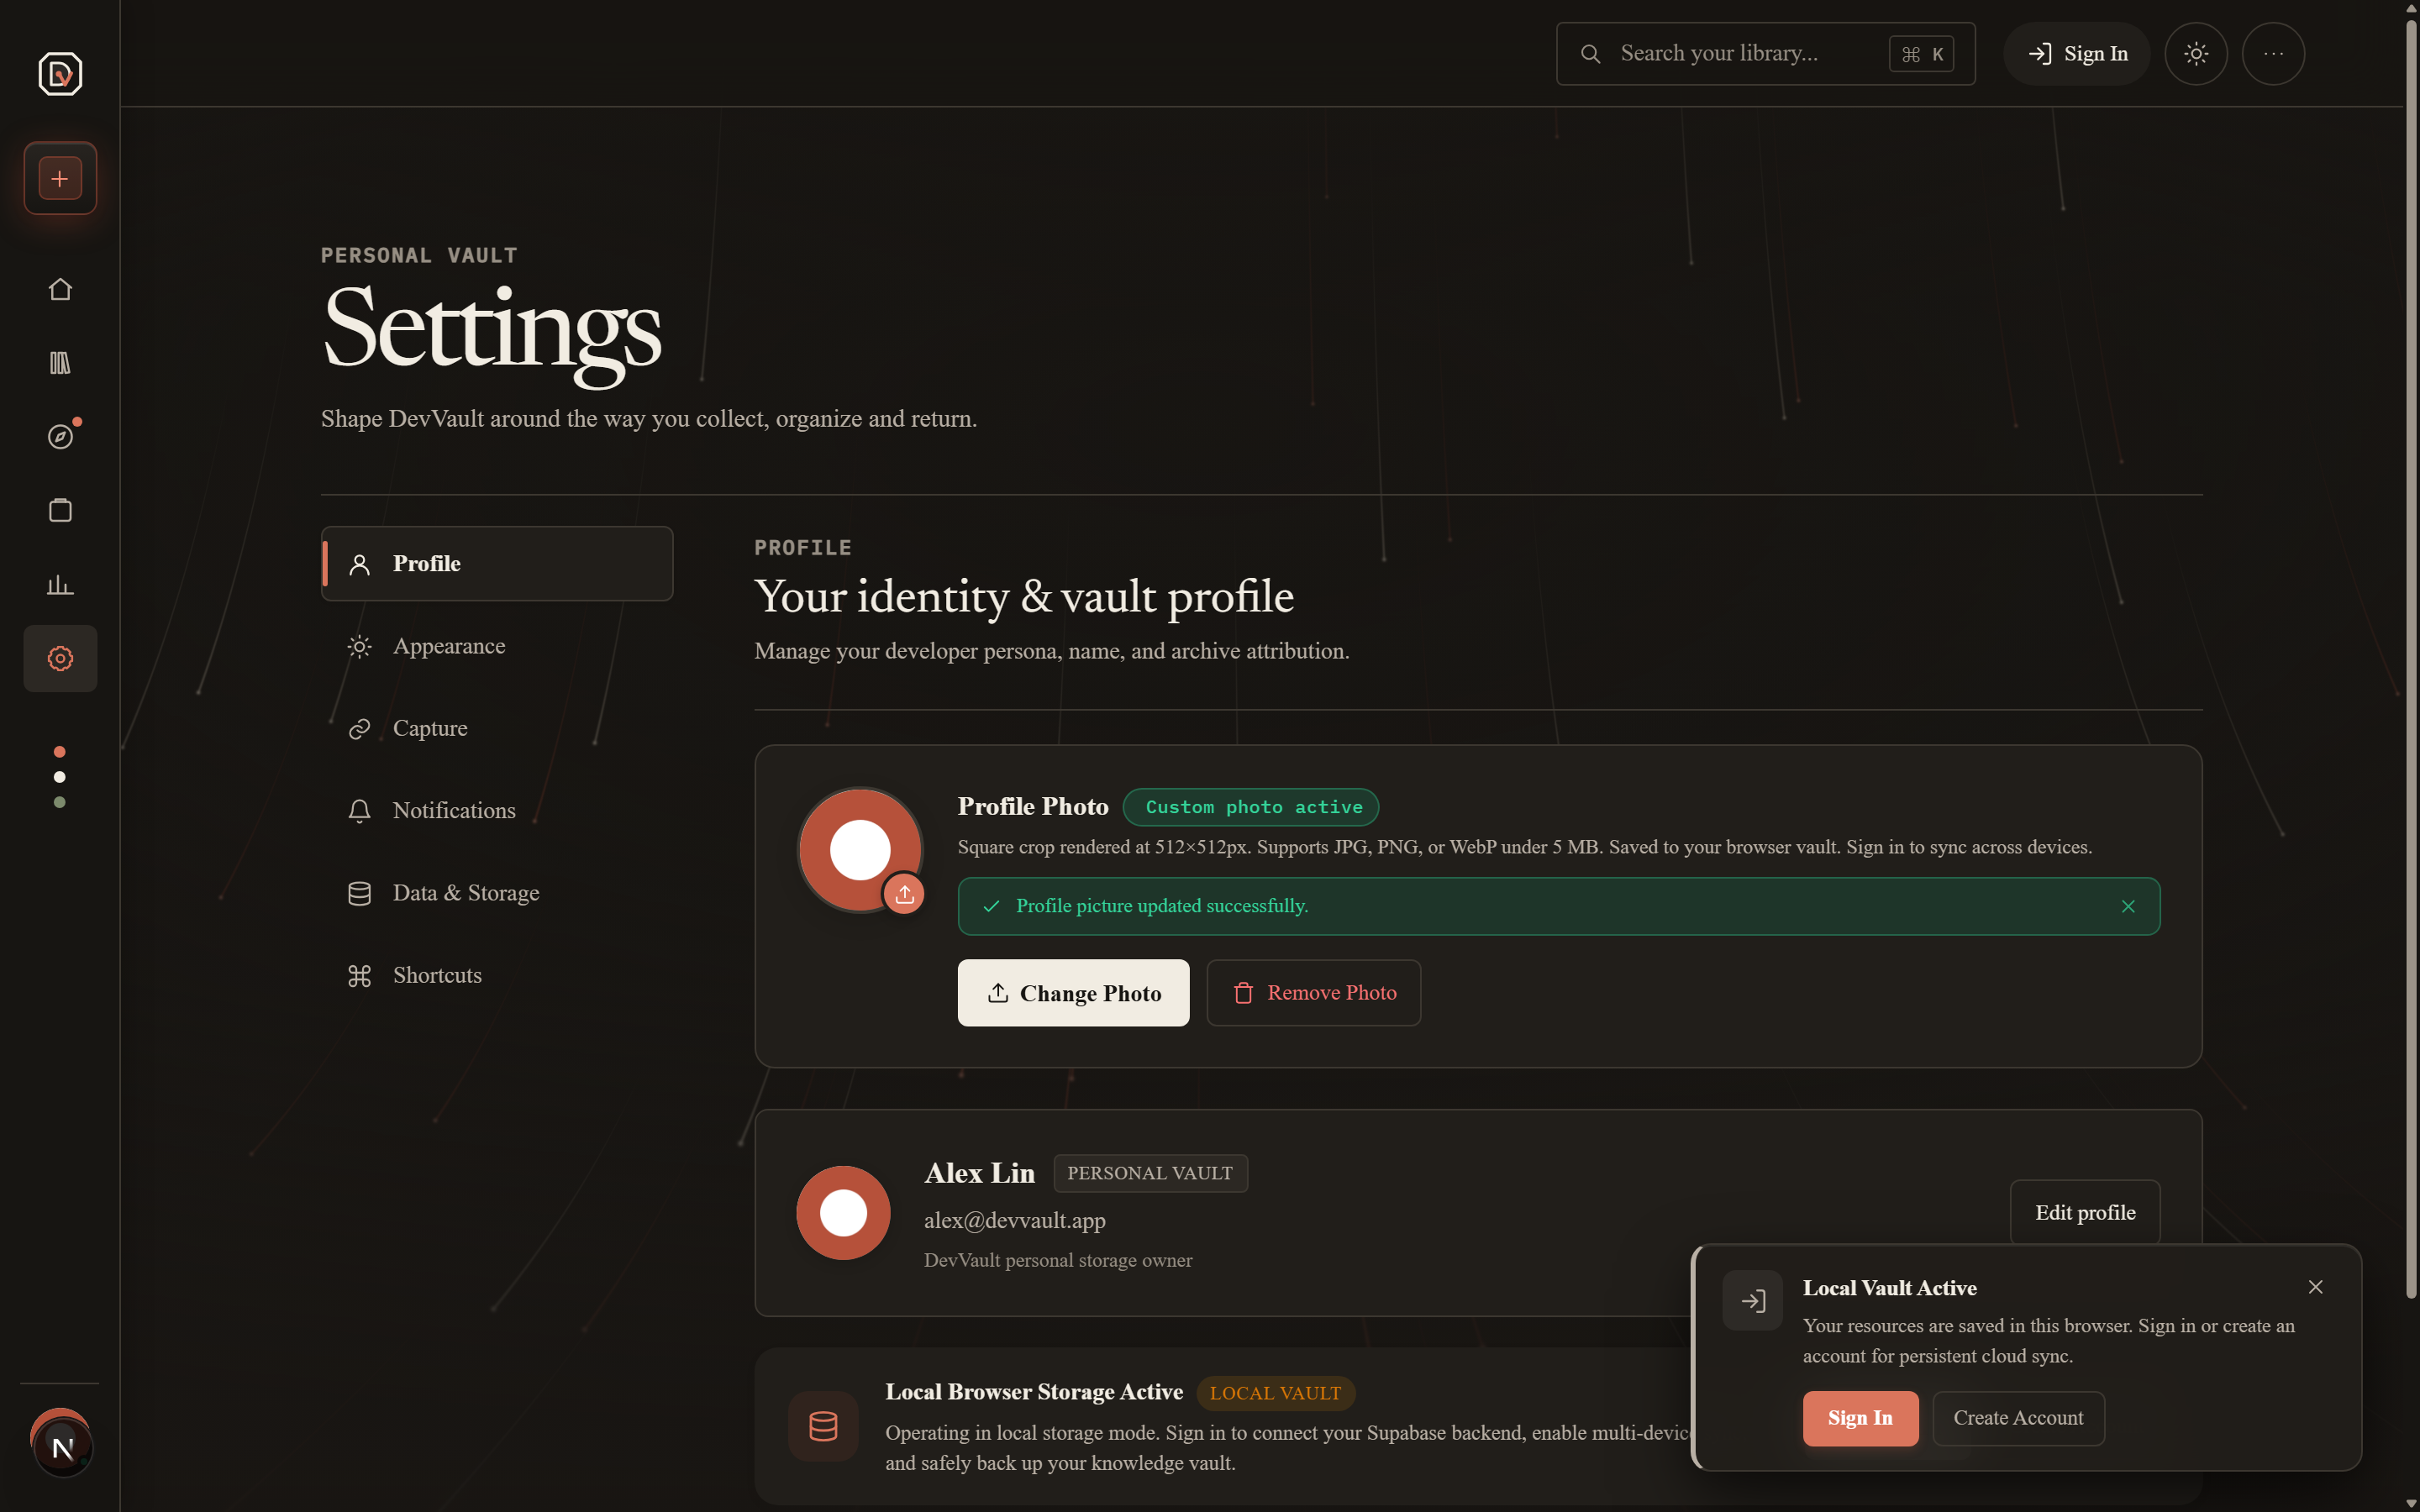 Search your library...
⌘ K
Sign In
PERSONAL VAULT
Settings
Shape DevVault around the way you collect, organize and return.
Profile
Appearance
Capture
Notifications
Data & Storage
Shortcuts
PROFILE
Your identity & vault profile
Manage your developer persona, name, and archive attribution.
Profile Photo
Custom photo active
Square crop rendered at 512×512px. Supports JPG, PNG, or WebP under 5 MB. Saved to your browser vault. Sign in to sync across devices.
Profile picture updated successfully.
Change Photo
Remove Photo
Alex Lin
PERSONAL VAULT
alex@devvault.app
DevVault personal storage owner
Edit profile
Local Browser Storage Active
LOCAL VAULT
Operating in local storage mode. Sign in to connect your Supabase backend, enable
and safely back up your knowledge vault.
Local Vault Active
Your resources are saved in this browser. Sign in or create an
account for persistent cloud sync.
Sign In
Create Account
N